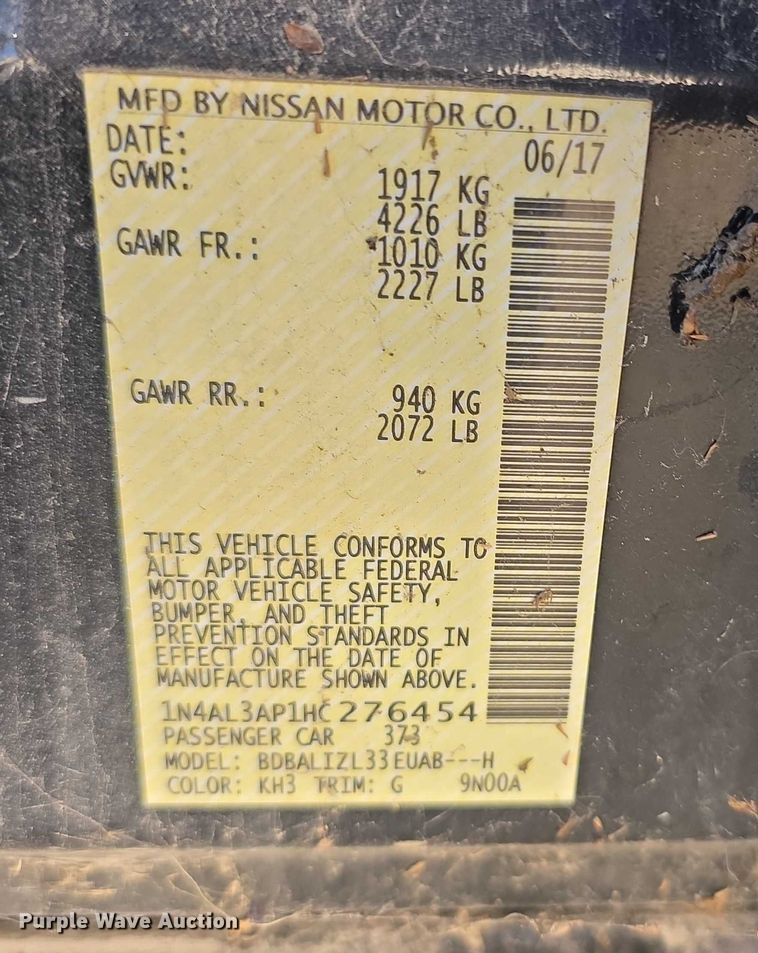 MFD BY NISSAN MOTOR CO., LTD.
DATE: 06/17
GVWR: 1917 KG
4226 LB
GAWR FR.: 1010 KG
2227 LB
GAWR RR.: 940 KG
2072 LB
THIS VEHICLE CONFORMS TO
ALL APPLICABLE FEDERAL
MOTOR VEHICLE SAFETY,
BUMPER, AND THEFT
PREVENTION STANDARDS IN
EFFECT ON THE DATE OF
MANUFACTURE SHOWN ABOVE.
1N4AL3AP1HC276454
PASSENGER CAR 373
MODEL: BDBALIZL33EUAB---H
COLOR: KH3 TRIM: G 9N00A
Purple Wave Auction